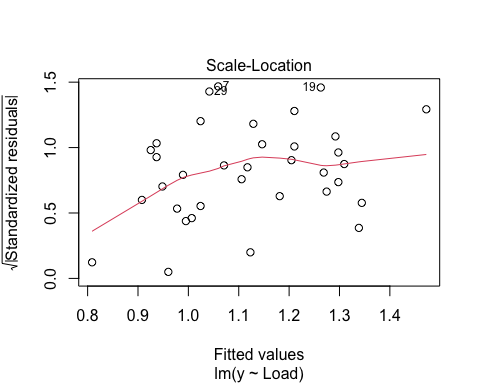 Scale-Location
√|Standardized residuals|
1.5
1.0
0.5
0.0
7
29
19
0.8 0.9 1.0 1.1 1.2 1.3 1.4
Fitted values
lm(y ~ Load)